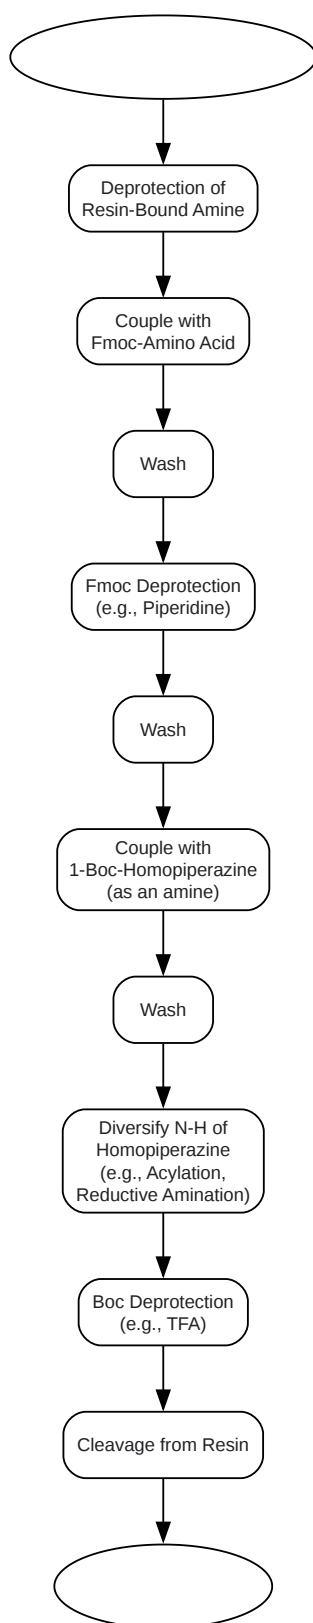 Deprotection of
Resin-Bound Amine
Couple with
Fmoc-Amino Acid
Wash
Fmoc Deprotection
(e.g., Piperidine)
Wash
Couple with
1-Boc-Homopiperazine
(as an amine)
Wash
Diversify N-H of
Homopiperazine
(e.g., Acylation,
Reductive Amination)
Boc Deprotection
(e.g., TFA)
Cleavage from Resin